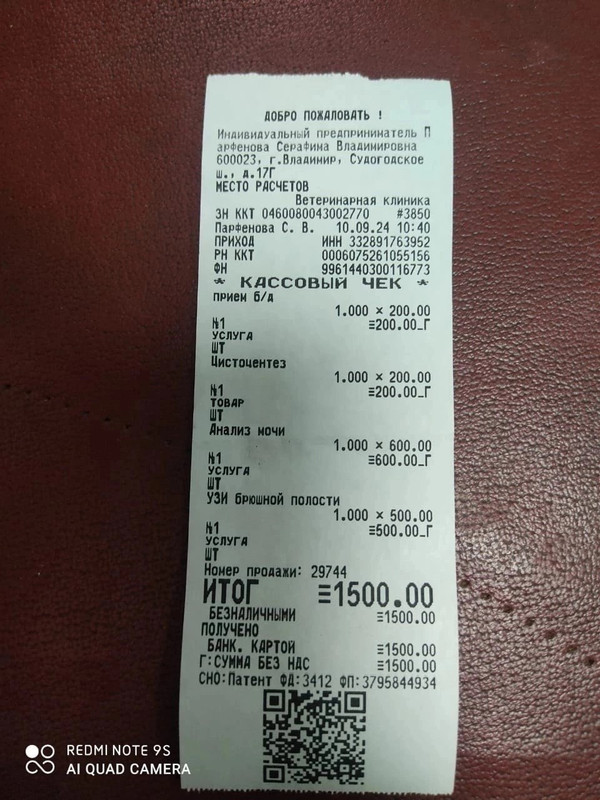 ДОБРО ПОЖАЛОВАТЬ !
Индивидуальный предприниматель П
арфенова Серафима Владимировна
600023, г.Владимир, Судогодское
ш., д.17Г
МЕСТО РАСЧЕТОВ
Ветеринарная клиника
ЗН ККТ 0460080043002770 #3850
Парфенова С. В. 10.09.24 10:40
ПРИХОД ИНН 332891763952
РН ККТ 0006075261055156
ФН 9961440300116773
* КАССОВЫЙ ЧЕК *
прием б/д
1.000 × 200.00
№1 ≡200.00_Г
УСЛУГА
ШТ
Цисточентез
1.000 × 200.00
№1 ≡200.00_Г
ТОВАР
ШТ
Анализ мочи
1.000 × 600.00
№1 ≡600.00_Г
УСЛУГА
ШТ
УЗИ брюшной полости
1.000 × 500.00
№1 ≡500.00_Г
УСЛУГА
ШТ
Номер продажи: 29744
ИТОГ ≡1500.00
БЕЗНАЛИЧНЫМИ ≡1500.00
ПОЛУЧЕНО
БАНК. КАРТОЙ ≡1500.00
Г:СУММА БЕЗ НДС ≡1500.00
СНО:Патент ФД:3412 ФП:3795844934
REDMI NOTE 9S
AI QUAD CAMERA